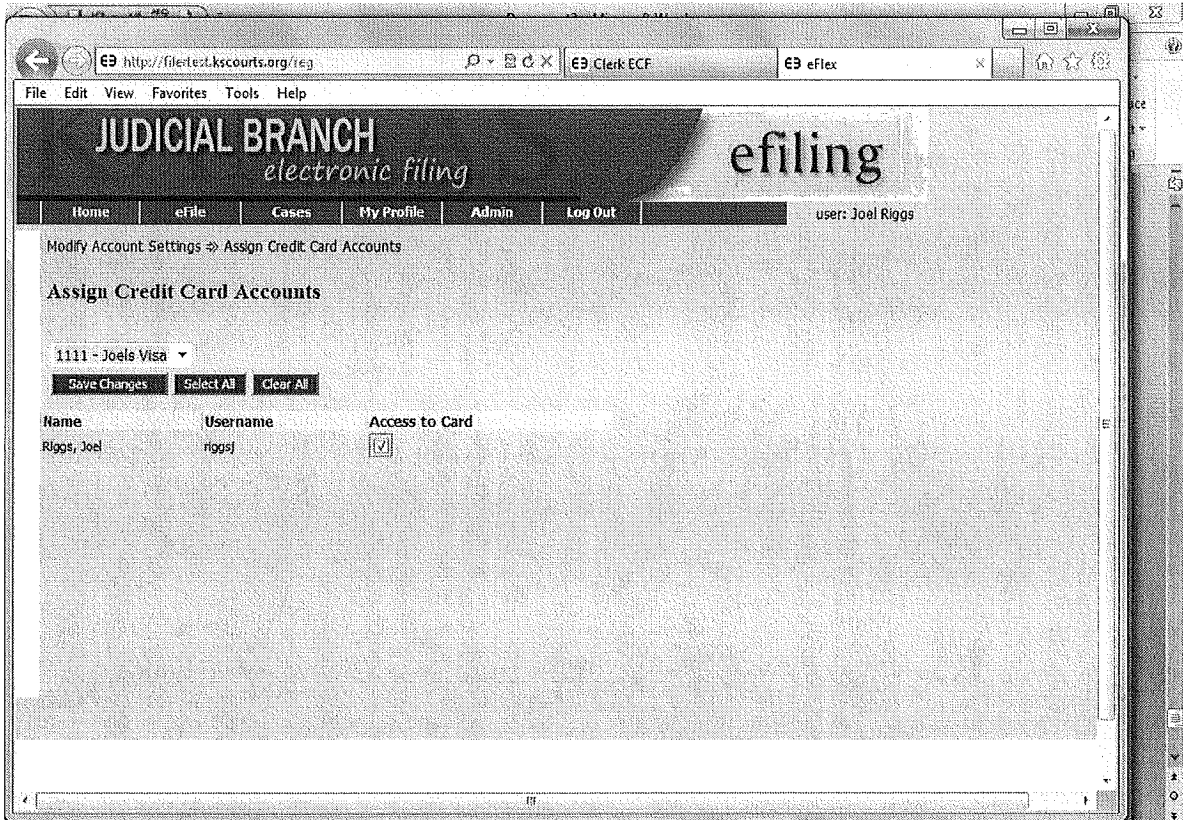 http://filertest.kscourts.org/reg
Clerk ECF
eFlex
File Edit View Favorites Tools Help
JUDICIAL BRANCH
electronic filing
efiling
Home eFile Cases My Profile Admin Log Out
user: Joel Riggs
Modify Account Settings ⇨ Assign Credit Card Accounts
Assign Credit Card Accounts
1111 - Joels Visa
Save Changes Select All Clear All
Name Username Access to Card
Riggs, Joel riggsj